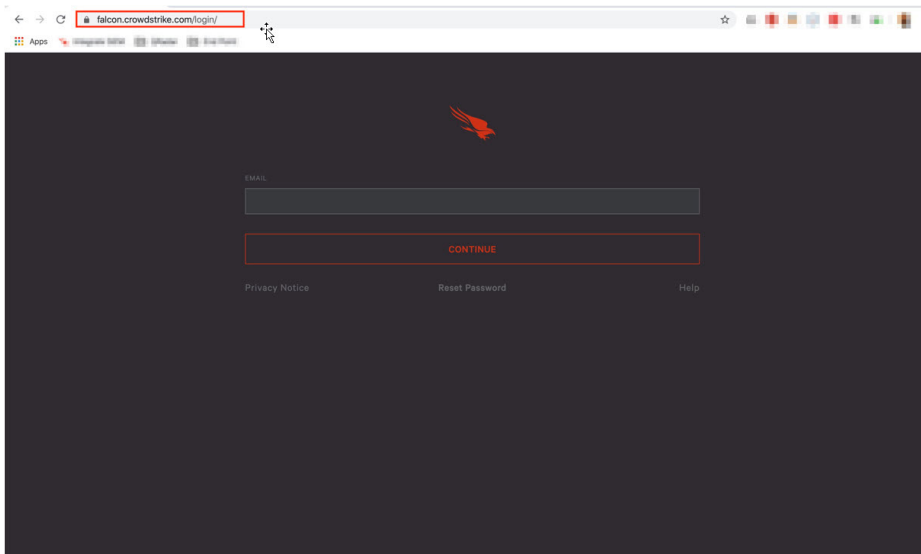 falcon.crowdstrike.com/login/
Apps
EMAIL
CONTINUE
Privacy Notice Reset Password Help